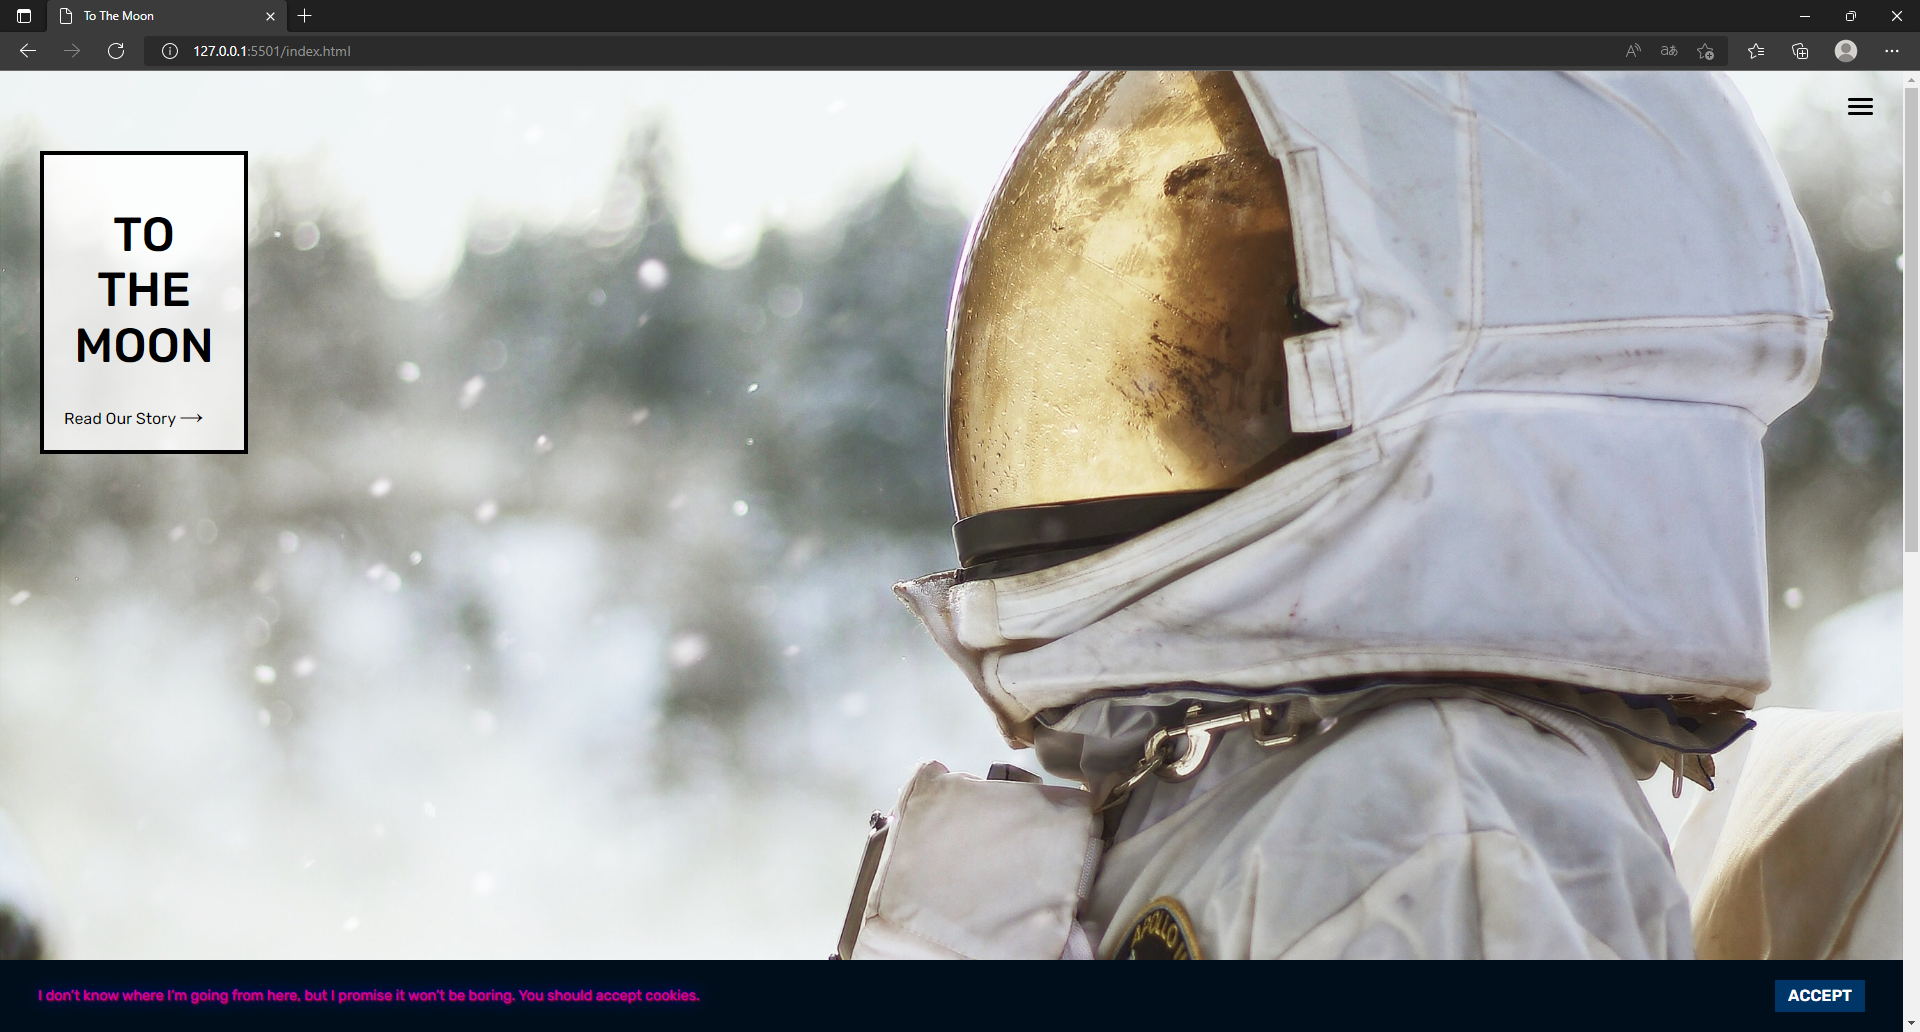 To The Moon
127.0.0.1:5501/index.html
TO
THE
MOON
Read Our Story
APOLLO
I don't know where I'm going from here, but I promise it won't be boring. You should accept cookies.
ACCEPT